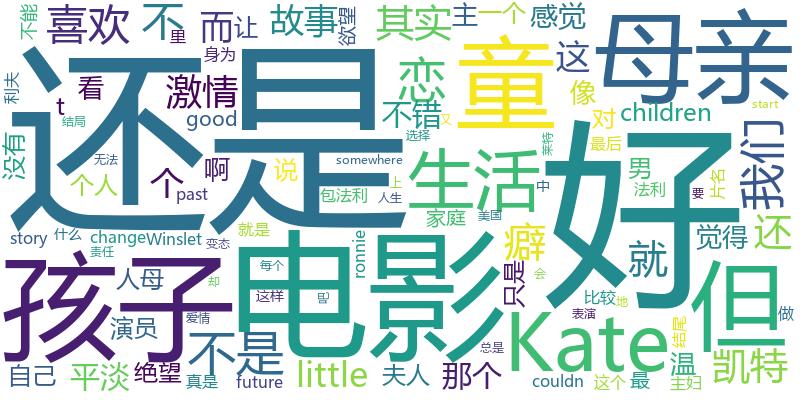 不能 喜欢 不 里 而 让 故事 欲望 其实 主 一个 感觉 母亲
利夫 看 t 激情 身为 恋 童 这 像
没有 结局 还是 good 不错 又 对 children 我们
个人 无法 个 啊 说 somewhere 生活 选择 最后 莱特 好 男 法利 片名
past 包法利 上 人生 中 要 start
story 什么 change Winslet 就是 家庭 美国 癖 就 觉得 还
孩子 责任 变态 电影 ronnie 每个 会 只是 但
人母 却 这样 比较 地
演员 爱情 不是 Kate 表演 结尾 做
自己 平淡 绝望 真是 future little 夫人 总是 那个 couldn 这个 最 温 主妇 凯特